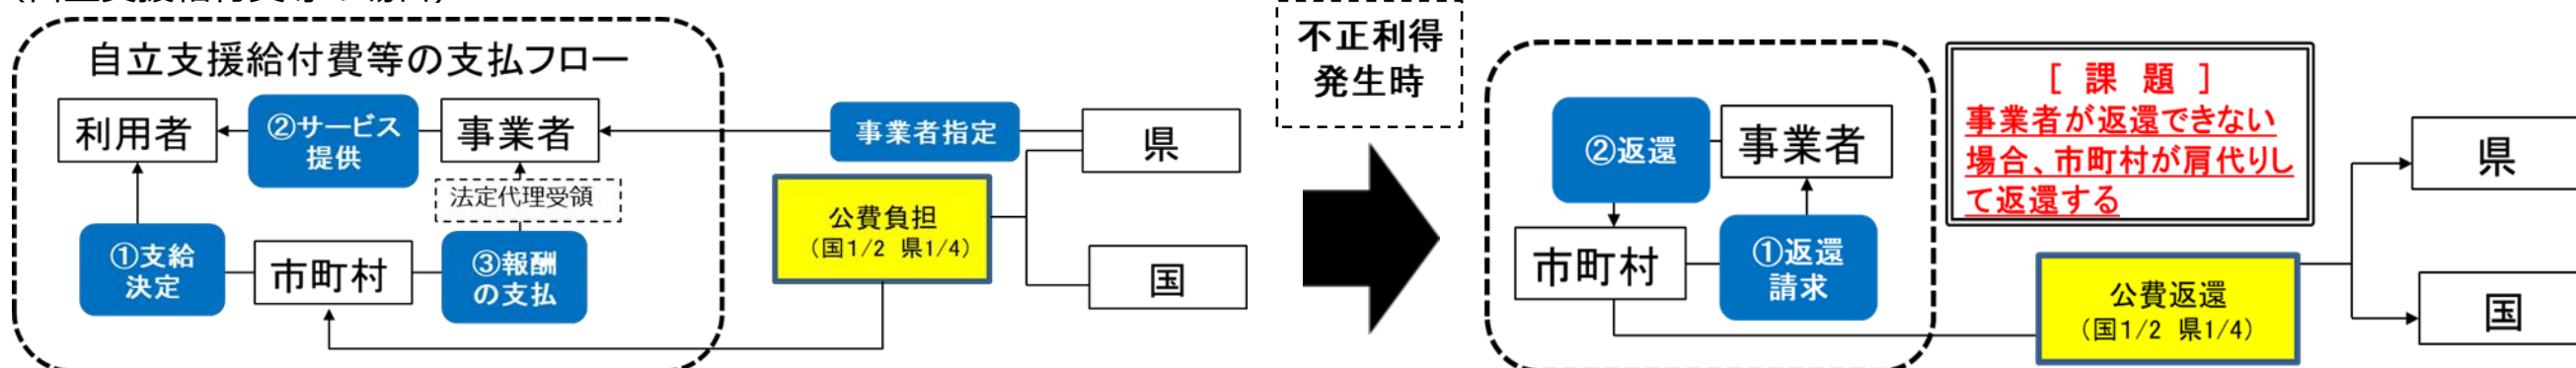 自立支援給付費等の支払フロー
利用者
②サービス
提供
事業者
事業者指定
県
法定代理受領
公費負担
(国1/2 県1/4)
①支給
決定
市町村
③報酬
の支払
国
不正利得
発生時
②返還
事業者
[ 課 題 ]
事業者が返還できない
場合、市町村が肩代りし
て返還する
県
市町村
①返還
請求
公費返還
(国1/2 県1/4)
国